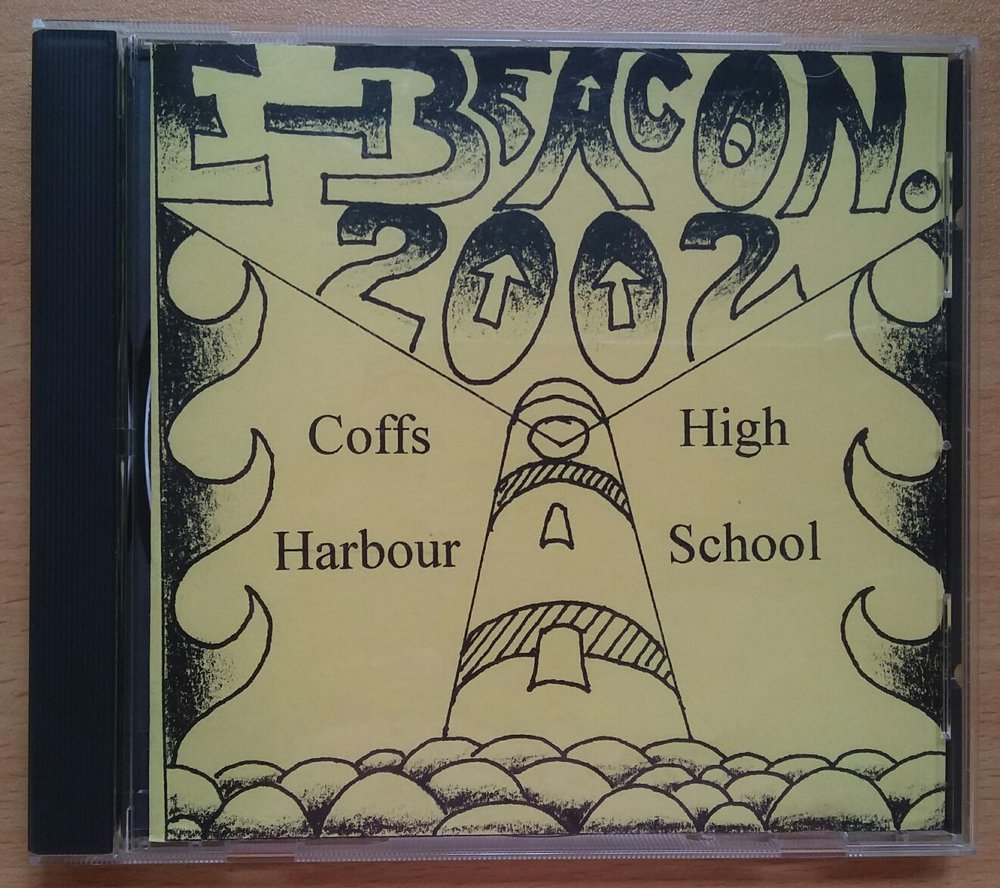 E-BEACON.
2002
Coffs High
Harbour School